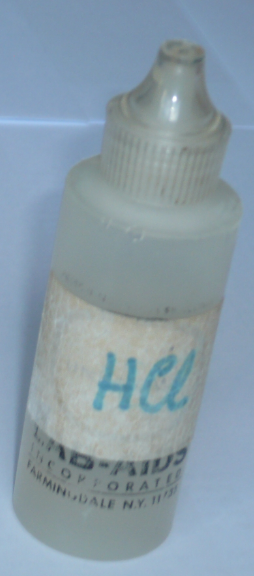 HCl
LAB-AIDS
INCORPORATED
FARMINGDALE N.Y.